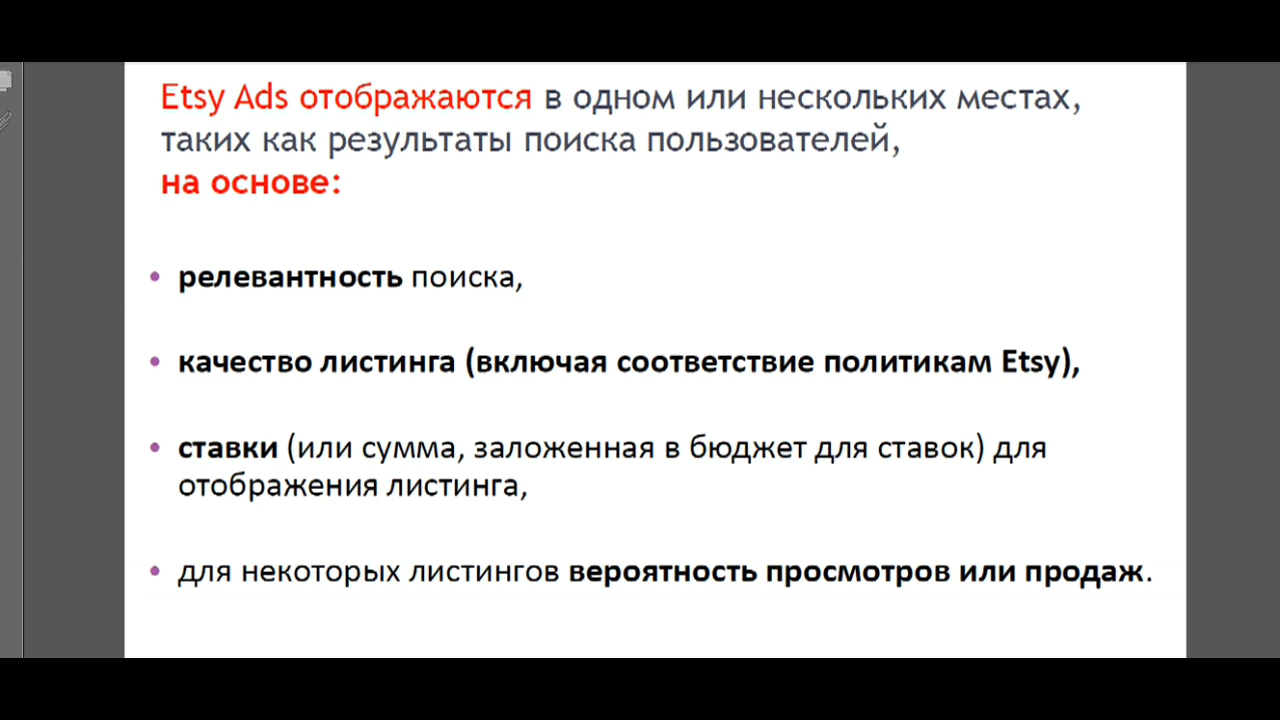 Etsy Ads отображаются в одном или нескольких местах,
таких как результаты поиска пользователей,
на основе:
• релевантность поиска,
• качество листинга (включая соответствие политикам Etsy),
• ставки (или сумма, заложенная в бюджет для ставок) для
отображения листинга,
• для некоторых листингов вероятность просмотров или продаж.